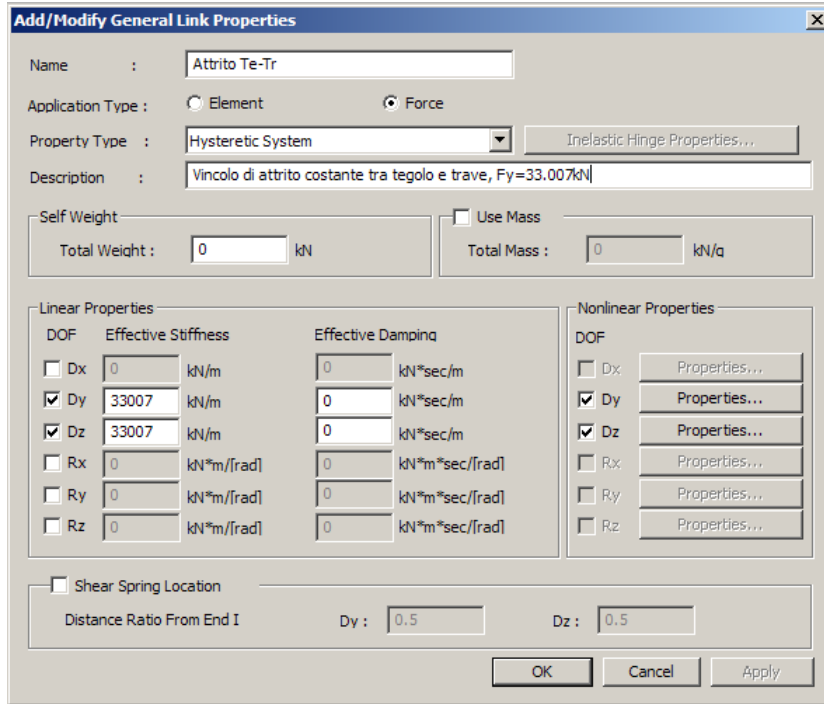 Add/Modify General Link Properties
Name : Attrito Te-Tr
Application Type : Element Force
Property Type : Hysteretic System Inelastic Hinge Properties...
Description : Vincolo di attrito costante tra tegolo e trave, Fy=33.007kN
Self Weight Use Mass
Total Weight : 0 kN Total Mass : 0 kN/g
Linear Properties Nonlinear Properties
DOF Effective Stiffness Effective Damping DOF
Dx 0 kN/m 0 kN*sec/m Dx Properties...
Dy 33007 kN/m 0 kN*sec/m Dy Properties...
Dz 33007 kN/m 0 kN*sec/m Dz Properties...
Rx 0 kN*m/[rad] 0 kN*m*sec/[rad] Rx Properties...
Ry 0 kN*m/[rad] 0 kN*m*sec/[rad] Ry Properties...
Rz 0 kN*m/[rad] 0 kN*m*sec/[rad] Rz Properties...
Shear Spring Location
Distance Ratio From End I Dy : 0.5 Dz : 0.5
OK Cancel Apply